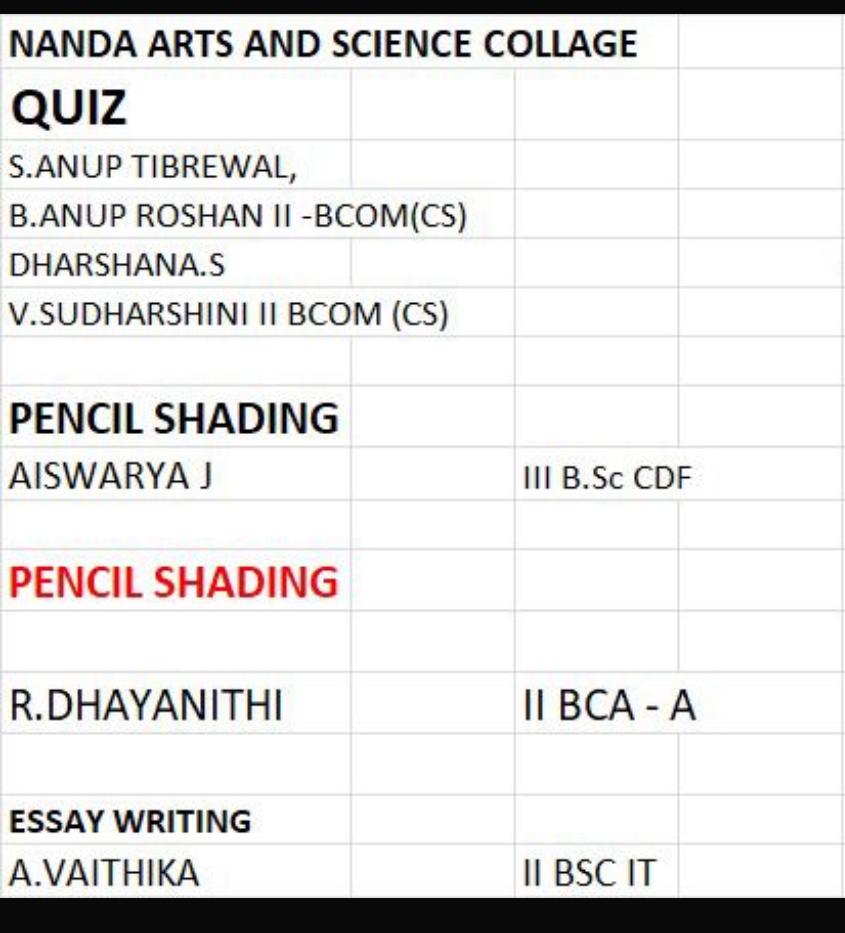 NANDA ARTS AND SCIENCE COLLAGE
QUIZ
S.ANUP TIBREWAL,
B.ANUP ROSHAN II -BCOM(CS)
DHARSHANA.S
V.SUDHARSHINI II BCOM (CS)
PENCIL SHADING
AISWARYA J III B.Sc CDF
PENCIL SHADING
R.DHAYANITHI II BCA - A
ESSAY WRITING
A.VAITHIKA II BSC IT